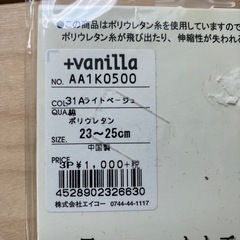 ●この商品はポリウレタン糸を使用していますので
ポリウレタン糸が飛び出たり、伸縮性が失われる
+vanilla
NO. AA1K0500
COL 31Aライトベージュ
QUA 綿
ポリウレタン
SIZE. 23~25cm
中国製
3P¥1,000+税
4528902326630
株式会社エイコー 0744-44-1117